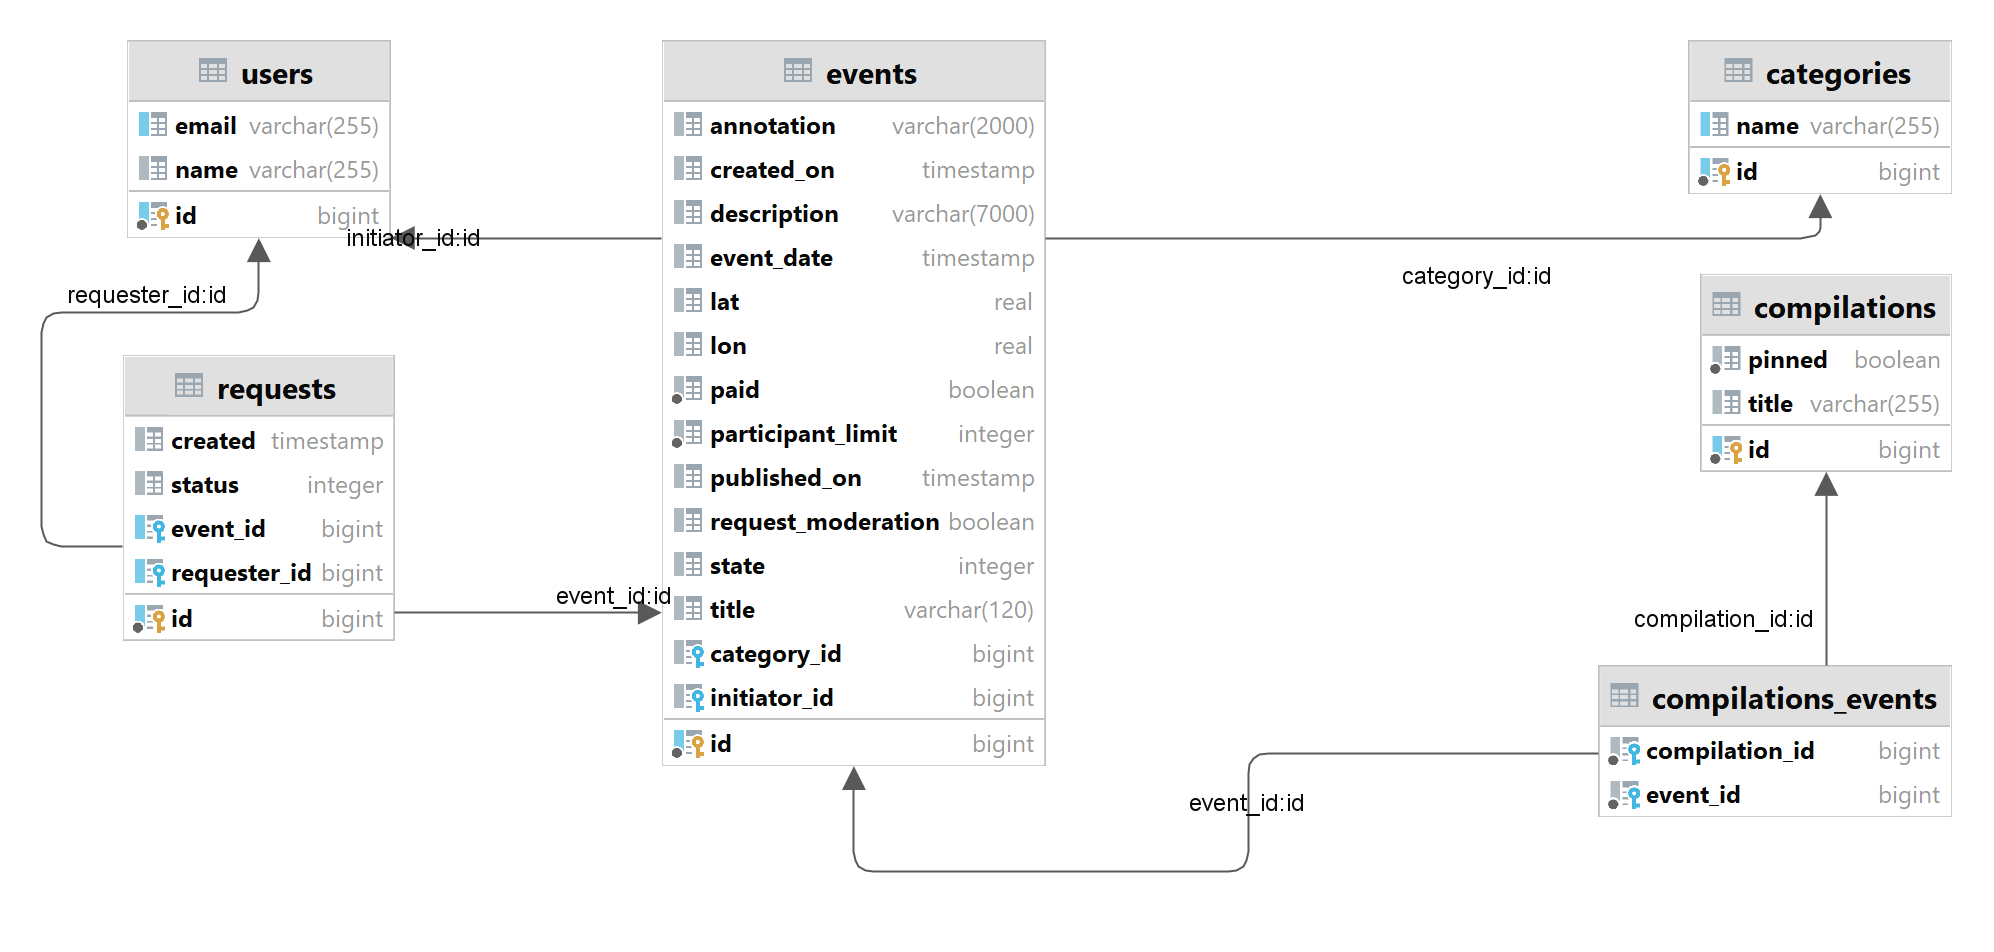 users
email varchar(255)
name varchar(255)
id bigint
initiator_id:id
requester_id:id
requests
created timestamp
status integer
event_id bigint
requester_id bigint
id bigint
event_id:id
events
annotation varchar(2000)
created_on timestamp
description varchar(7000)
event_date timestamp
lat real
lon real
paid boolean
participant_limit integer
published_on timestamp
request_moderation boolean
state integer
title varchar(120)
category_id bigint
initiator_id bigint
id bigint
categories
name varchar(255)
id bigint
category_id:id
compilations
pinned boolean
title varchar(255)
id bigint
compilation_id:id
compilations_events
compilation_id bigint
event_id bigint
event_id:id